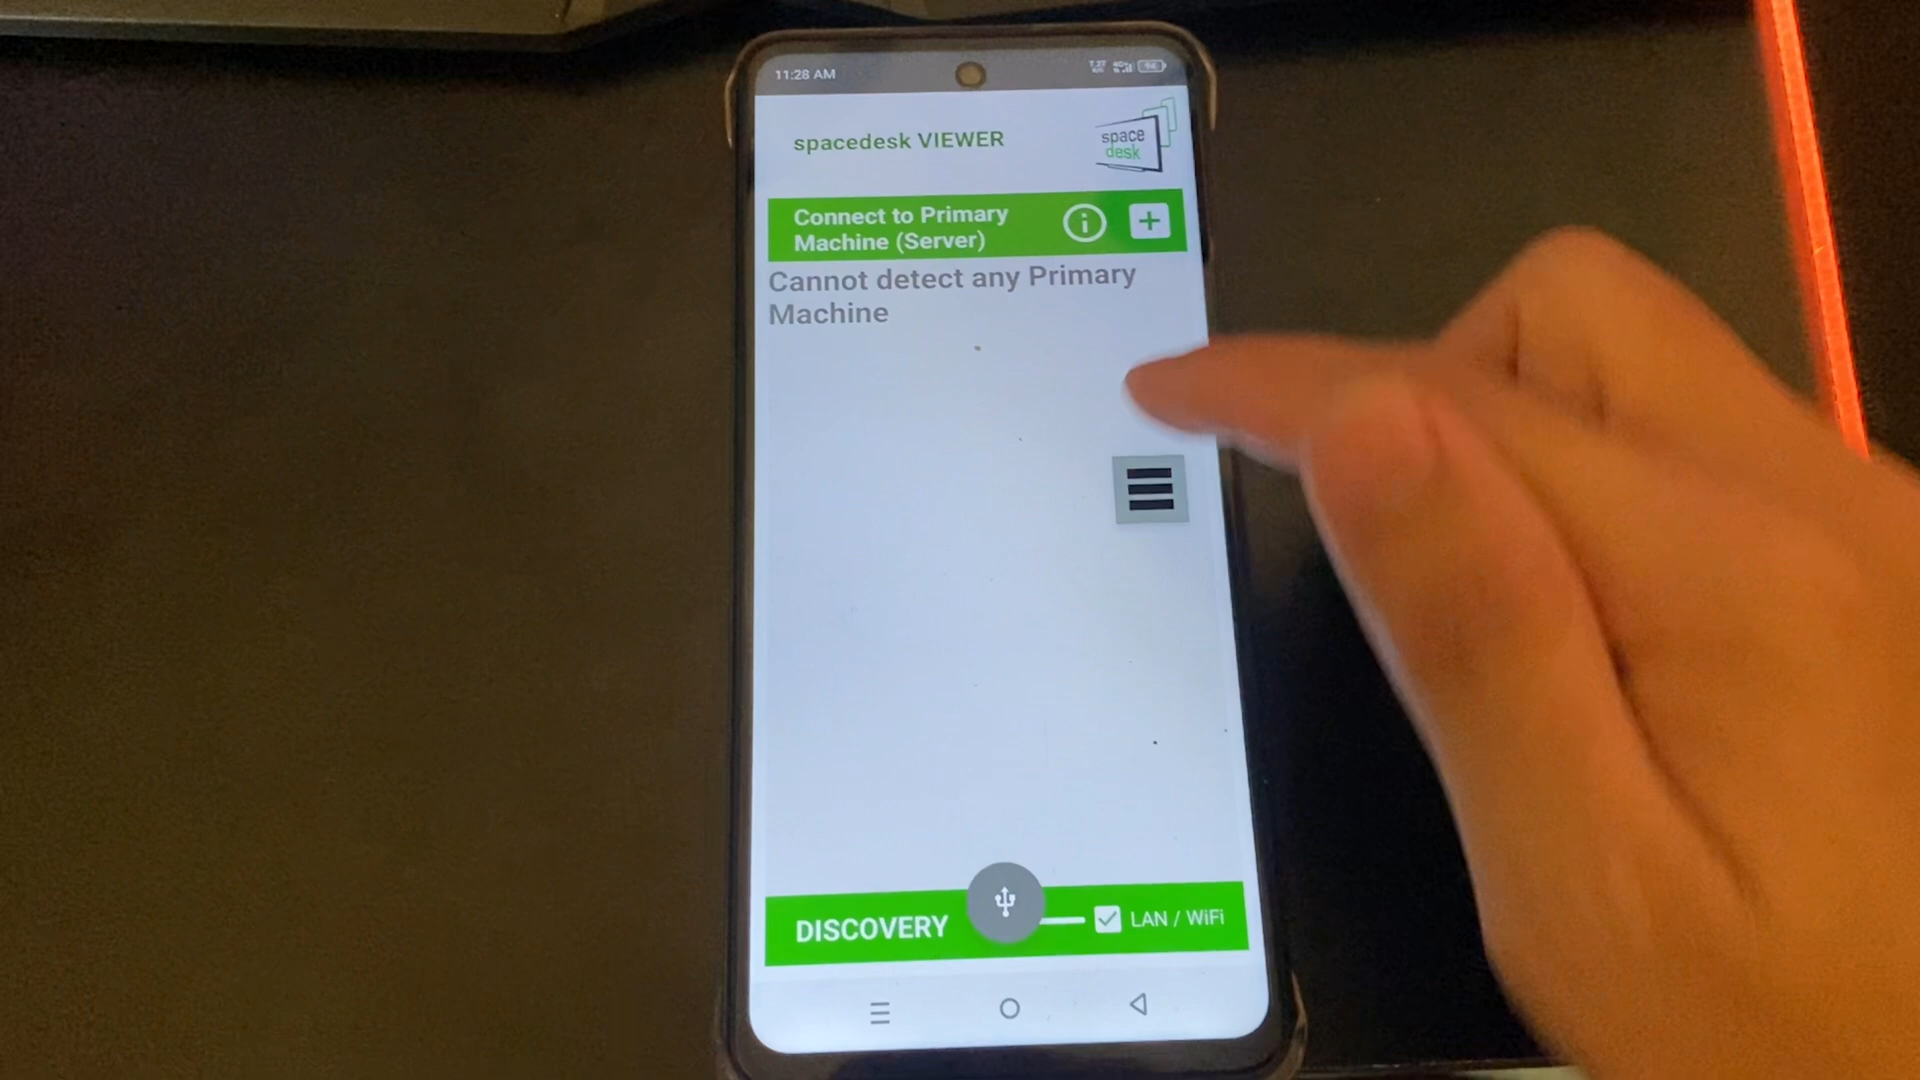 11:28 AM
spacedesk VIEWER
space
desk
Connect to Primary
Machine (Server)
Cannot detect any Primary
Machine
DISCOVERY
LAN / WiFi